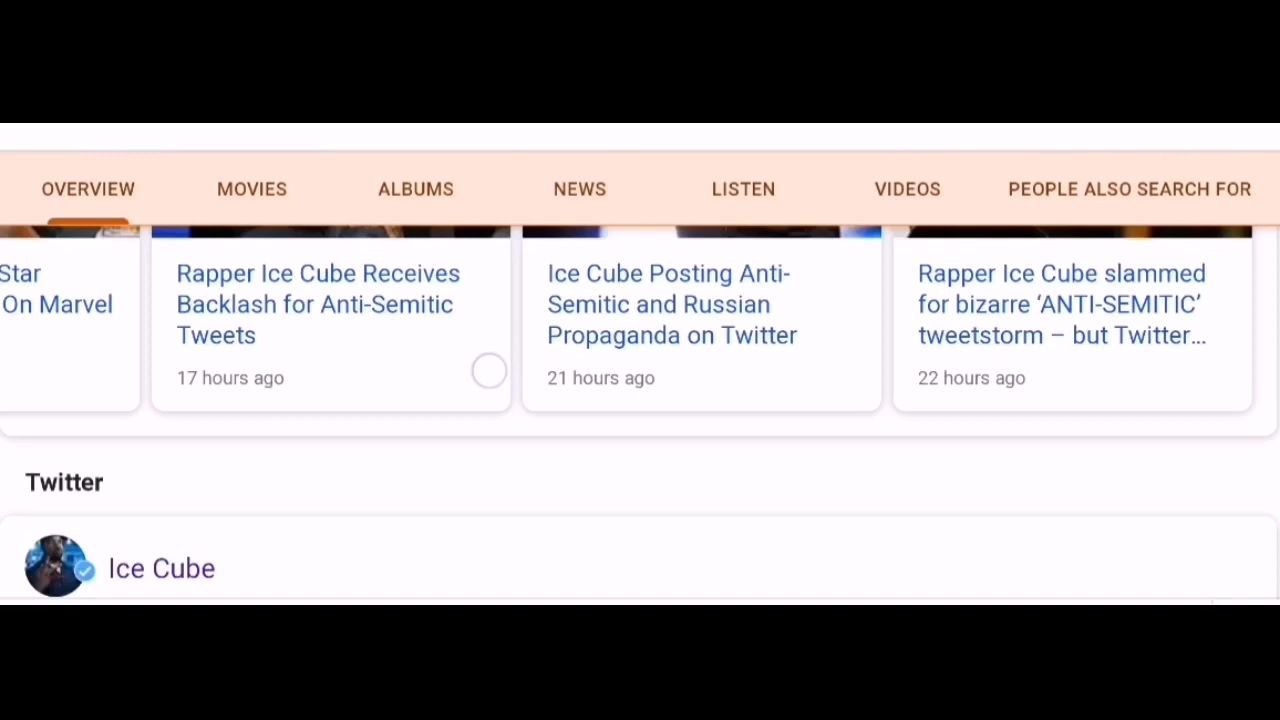 OVERVIEW MOVIES ALBUMS NEWS LISTEN VIDEOS PEOPLE ALSO SEARCH FOR
Star
On Marvel
Rapper Ice Cube Receives
Backlash for Anti-Semitic
Tweets
17 hours ago
Ice Cube Posting Anti-
Semitic and Russian
Propaganda on Twitter
21 hours ago
Rapper Ice Cube slammed
for bizarre ‘ANTI-SEMITIC’
tweetstorm – but Twitter...
22 hours ago
Twitter
Ice Cube